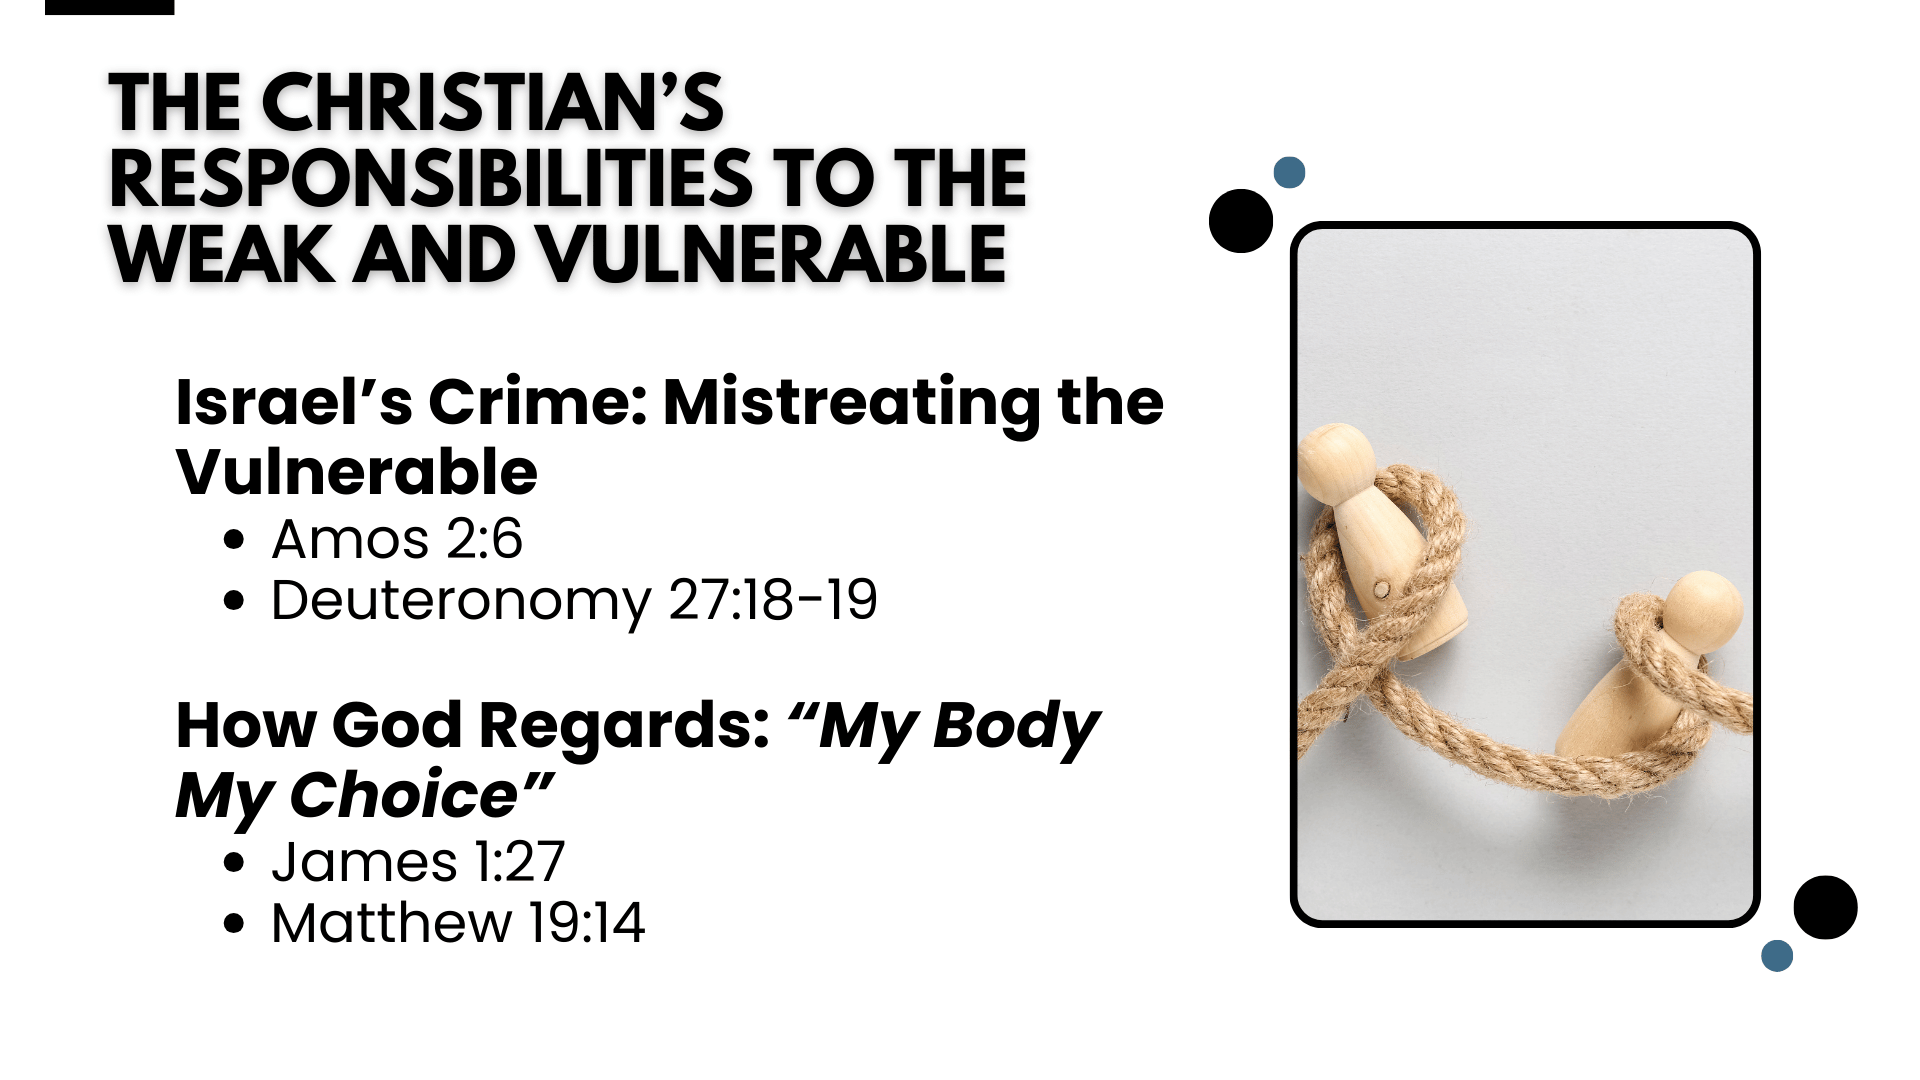 THE CHRISTIAN’S
RESPONSIBILITIES TO THE
WEAK AND VULNERABLE
Israel’s Crime: Mistreating the
Vulnerable
• Amos 2:6
• Deuteronomy 27:18-19
How God Regards: “My Body
My Choice”
• James 1:27
• Matthew 19:14